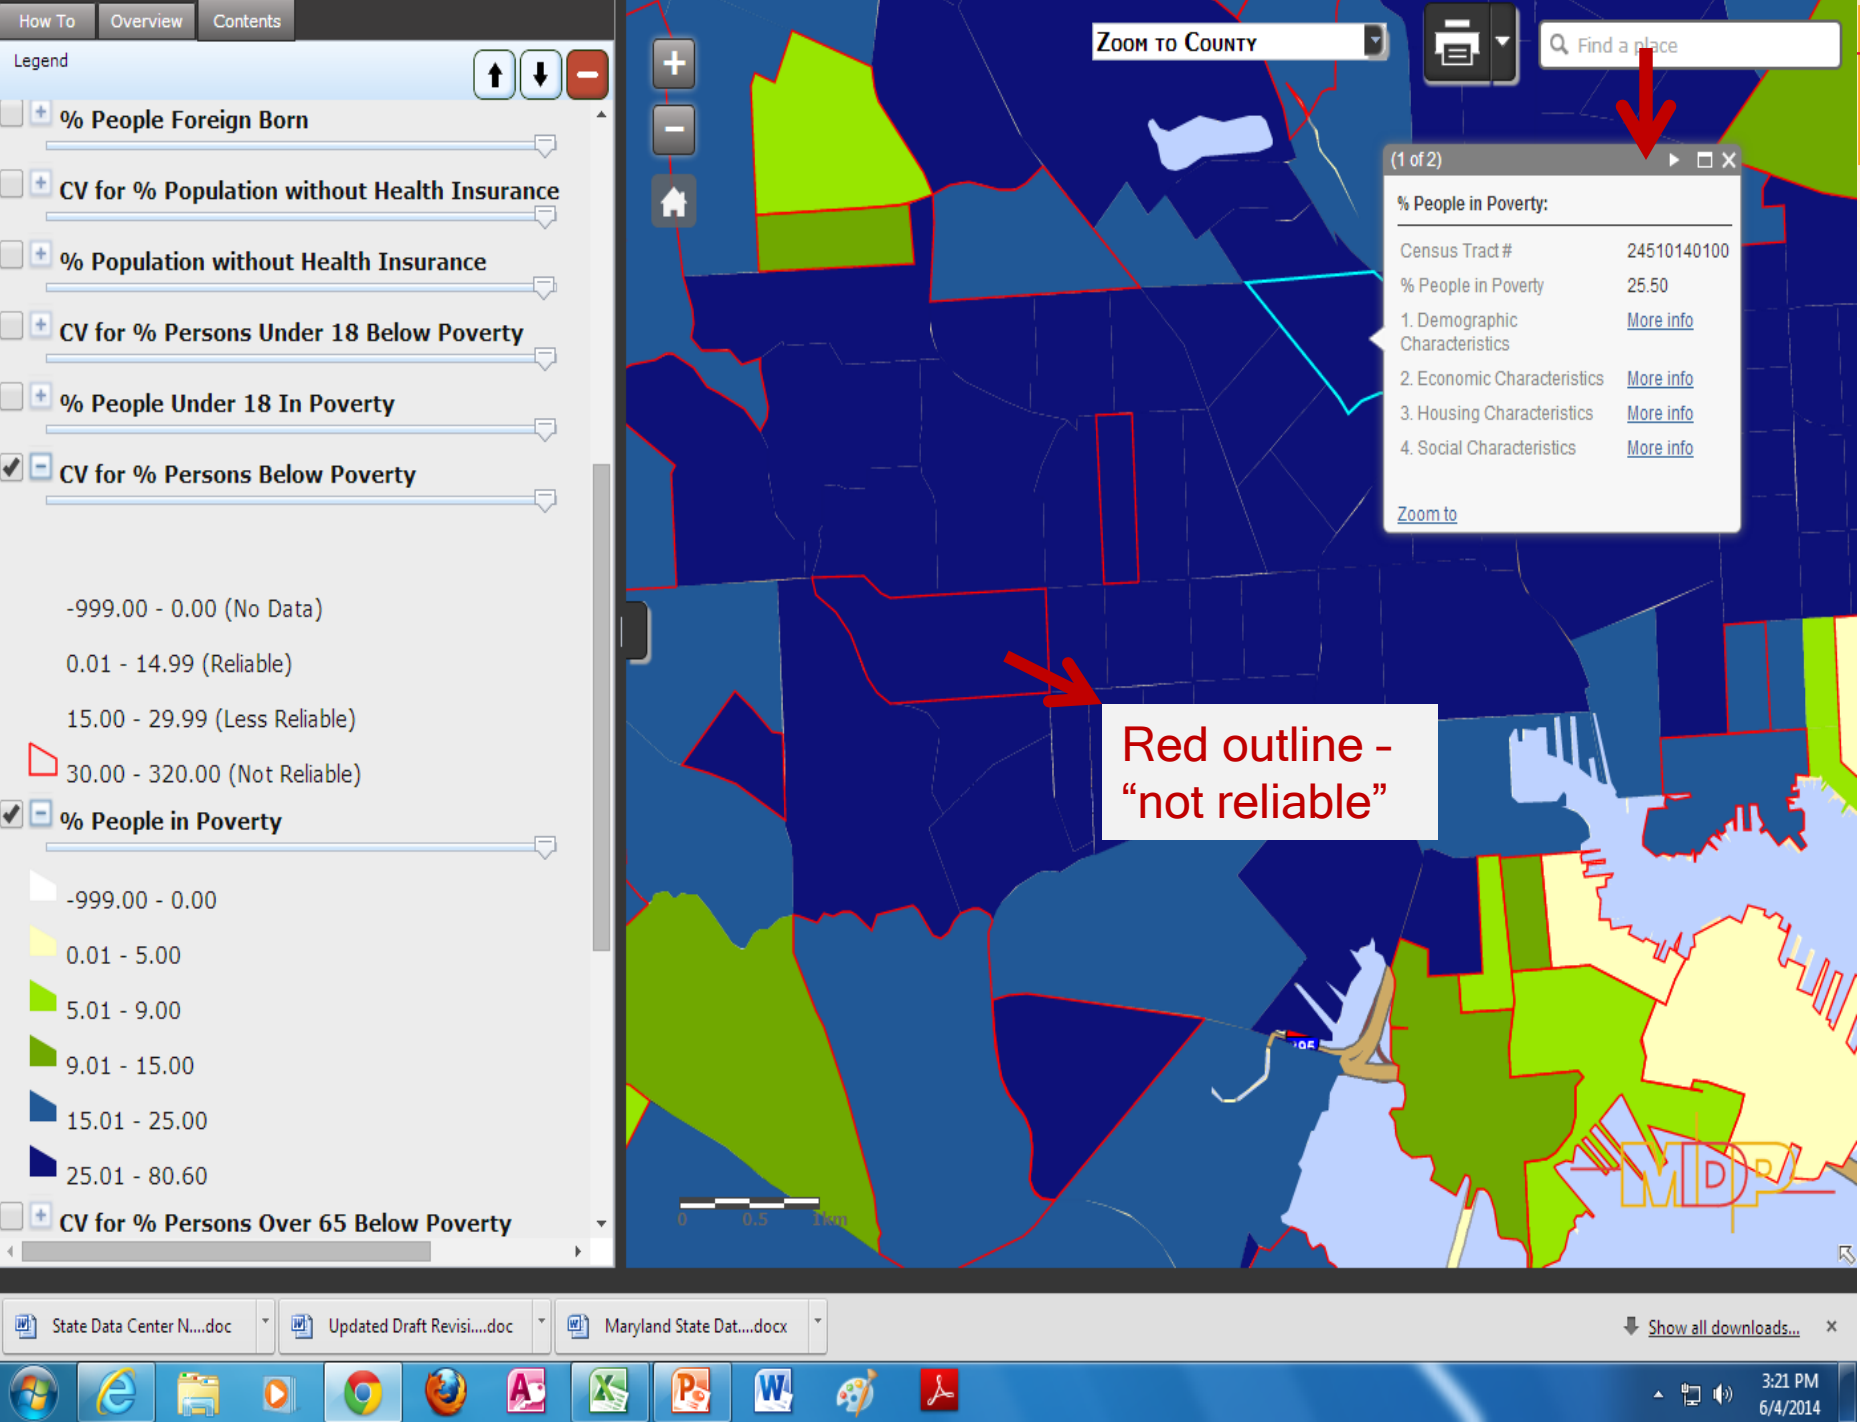 How To
Overview
Contents
Legend
% People Foreign Born
CV for % Population without Health Insurance
% Population without Health Insurance
CV for % Persons Under 18 Below Poverty
% People Under 18 In Poverty
CV for % Persons Below Poverty
-999.00 - 0.00 (No Data)
0.01 - 14.99 (Reliable)
15.00 - 29.99 (Less Reliable)
30.00 - 320.00 (Not Reliable)
% People in Poverty
-999.00 - 0.00
0.01 - 5.00
5.01 - 9.00
9.01 - 15.00
15.01 - 25.00
25.01 - 80.60
CV for % Persons Over 65 Below Poverty
Zoom to County
Find a place
(1 of 2)
% People in Poverty:
Census Tract # 24510140100
% People in Poverty 25.50
1. Demographic More info
Characteristics
2. Economic Characteristics More info
3. Housing Characteristics More info
4. Social Characteristics More info
Zoom to
Red outline –
“not reliable”
395
0 0.5 1km
MDP
State Data Center N....doc
Updated Draft Revisi....doc
Maryland State Dat....docx
Show all downloads...
3:21 PM
6/4/2014